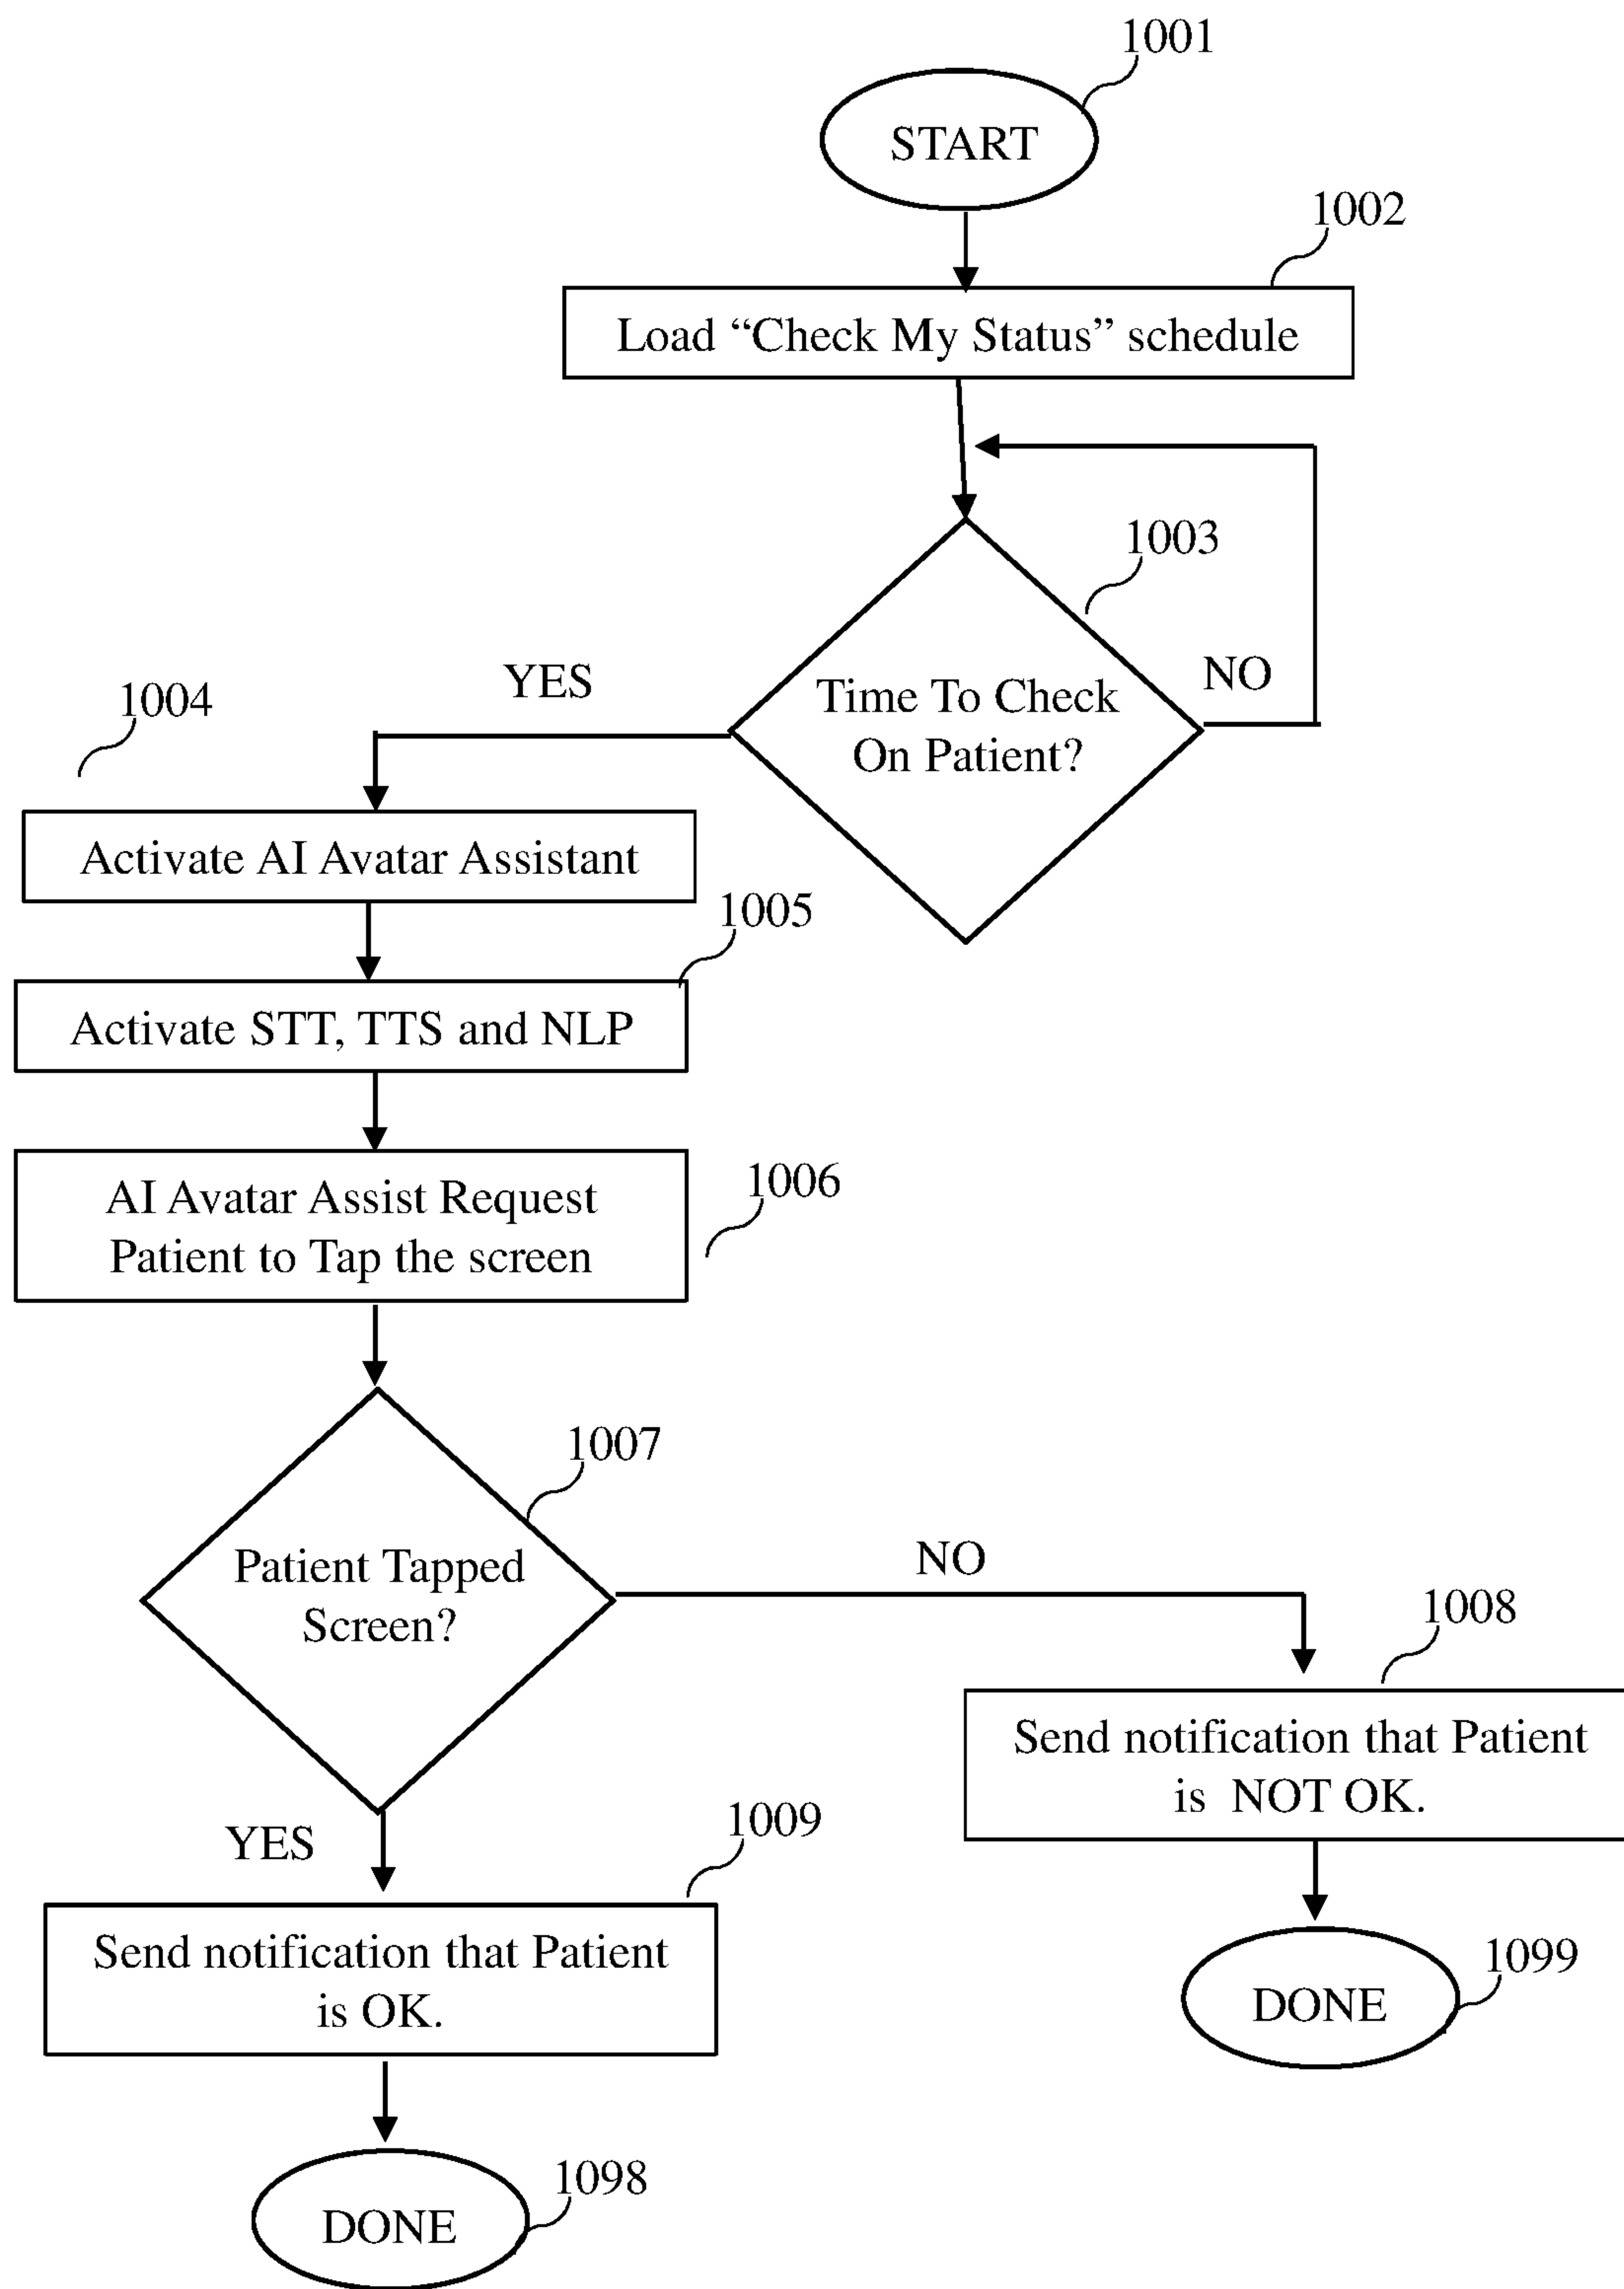 1001
START
1002
Load “Check My Status” schedule
1003
NO
YES
Time To Check
On Patient?
1004
Activate AI Avatar Assistant
1005
Activate STT, TTS and NLP
1006
AI Avatar Assist Request
Patient to Tap the screen
1007
Patient Tapped
Screen?
NO
1008
Send notification that Patient
is NOT OK.
YES
1009
Send notification that Patient
is OK.
1099
DONE
1098
DONE